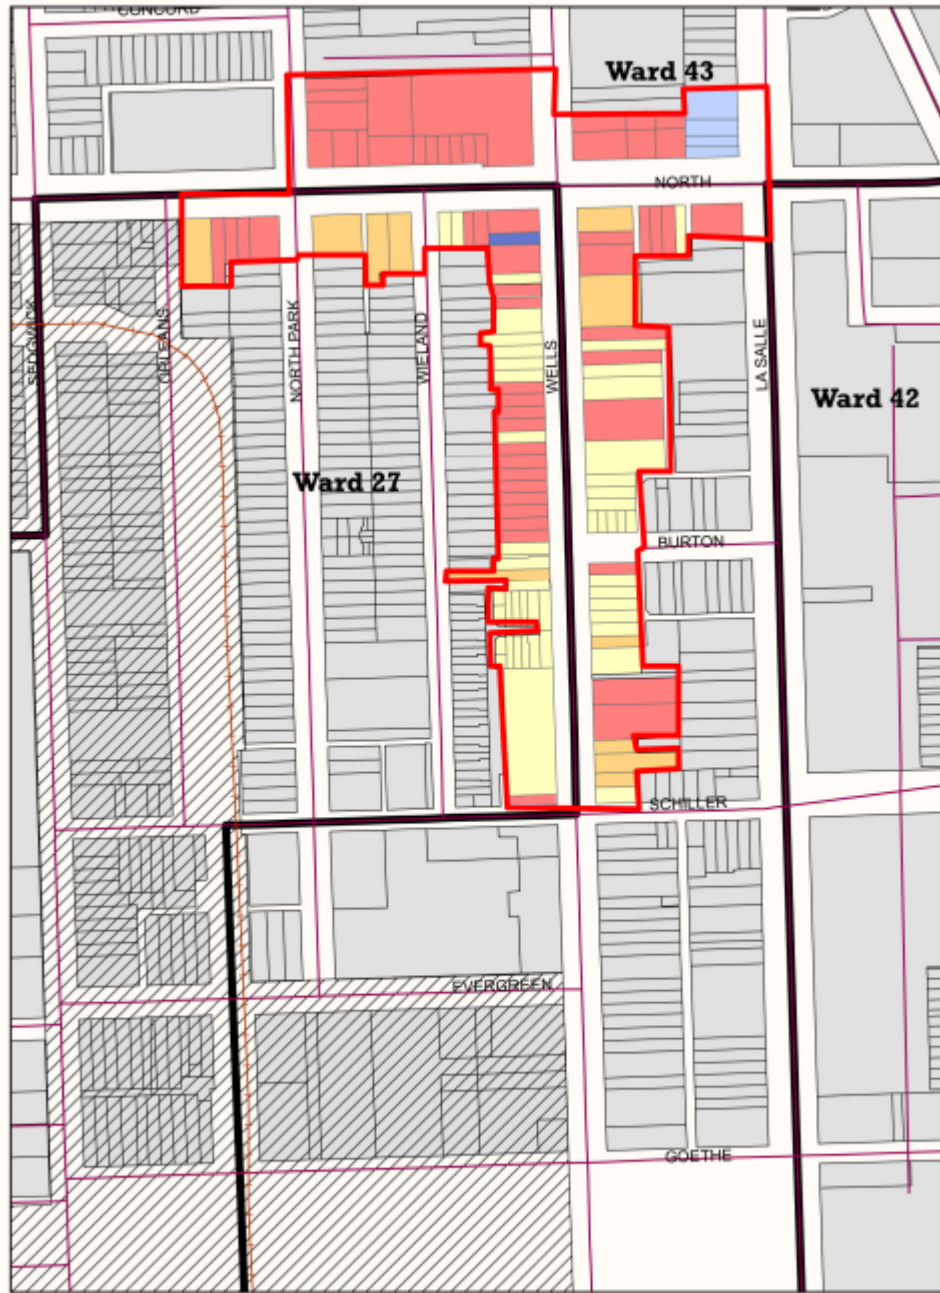 CONCORD
Ward 43
NORTH
SEDGWICK
ORLEANS
NORTH PARK
WIELAND
WELLS
LA SALLE
Ward 42
Ward 27
BURTON
SCHILLER
EVERGREEN
GOETHE